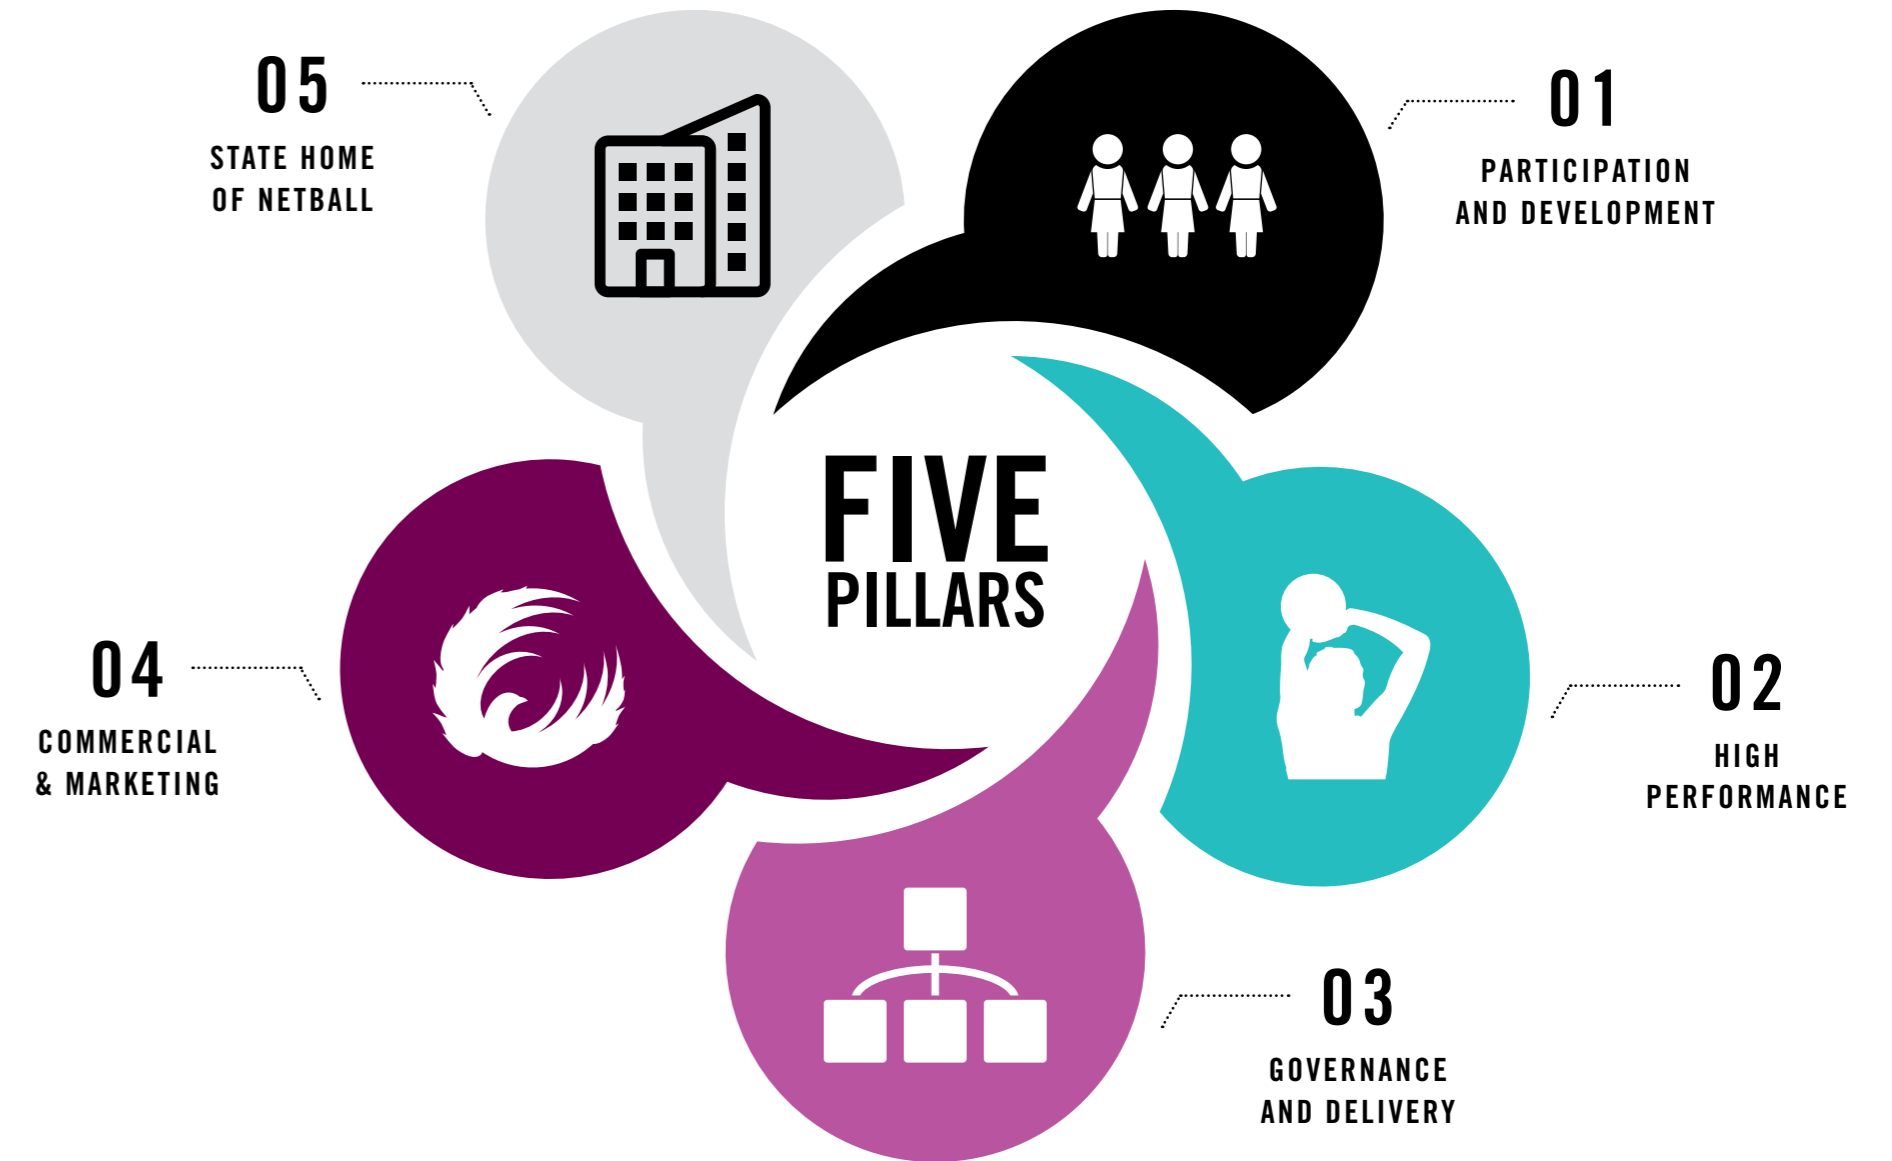 FIVE
PILLARS
01
PARTICIPATION
AND DEVELOPMENT
02
HIGH
PERFORMANCE
03
GOVERNANCE
AND DELIVERY
04
COMMERCIAL
& MARKETING
05
STATE HOME
OF NETBALL